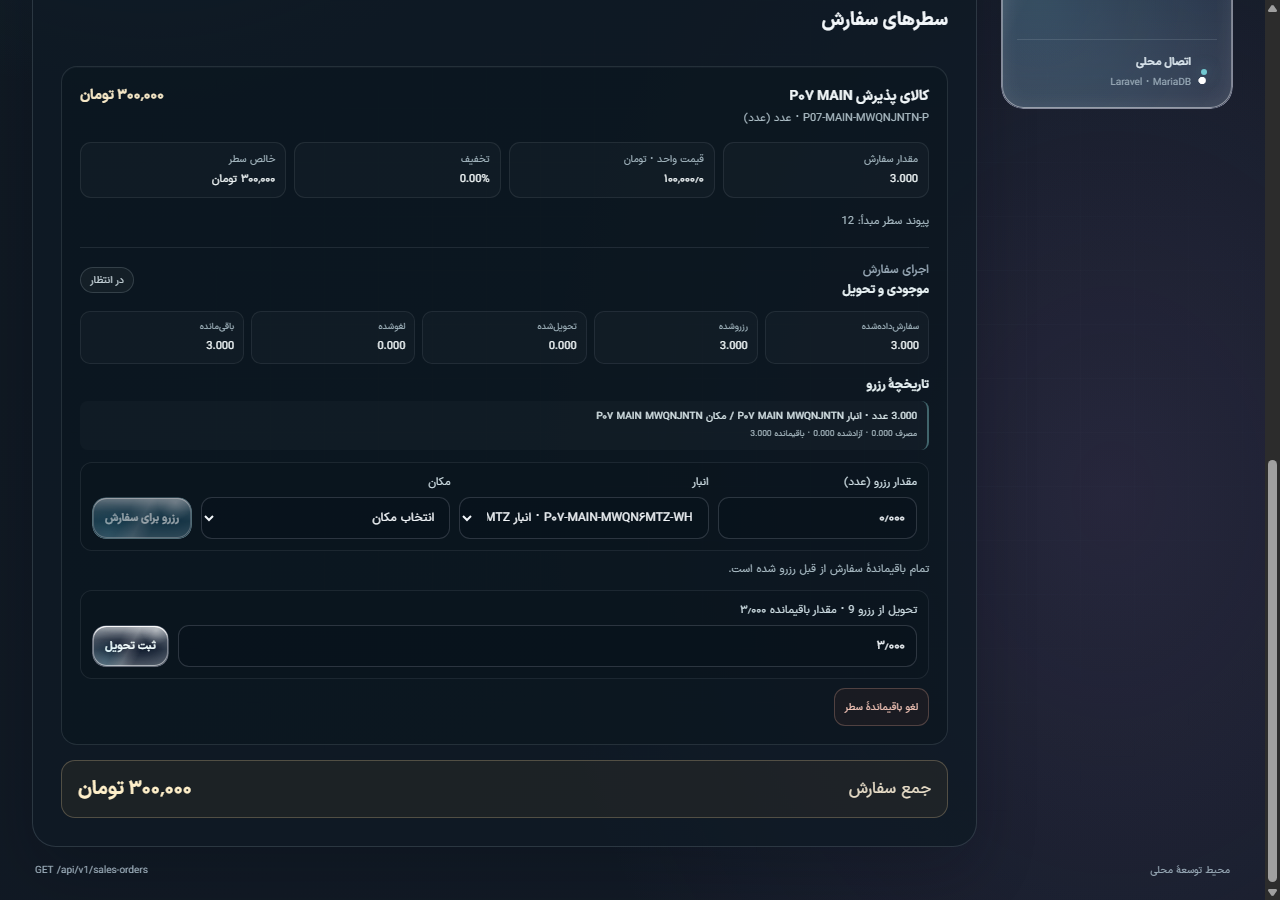 اتصال محلی
Laravel · MariaDB
سطرهای سفارش
کالای پذیرش P۰۷ MAIN
۳۰۰٬۰۰۰ تومان
P07-MAIN-MWQNJNTN-P · عدد (عدد)
مقدار سفارش
3.000
قیمت واحد · تومان
۱۰۰٬۰۰۰٫۰
تخفیف
0.00%
خالص سطر
۳۰۰٬۰۰۰ تومان
پیوند سطر مبدأ: 12
اجرای سفارش
موجودی و تحویل
در انتظار
سفارش‌داده‌شده
3.000
رزروشده
3.000
تحویل‌شده
0.000
لغوشده
0.000
باقی‌مانده
3.000
تاریخچهٔ رزرو
3.000 عدد · انبار P۰۷ MAIN MWQNJNTN / مکان P۰۷ MAIN MWQNJNTN
مصرف 0.000 · آزادشده 0.000 · باقیمانده 3.000
مقدار رزرو (عدد)
۰٫۰۰۰
انبار
P۰۷-MAIN-MWQN۶MTZ-WH · انبار MTZ
مکان
انتخاب مکان
رزرو برای سفارش
تمام باقیماندهٔ سفارش از قبل رزرو شده است.
تحویل از رزرو 9 · مقدار باقیمانده ۳٫۰۰۰
۳٫۰۰۰
ثبت تحویل
لغو باقیماندهٔ سطر
جمع سفارش
۳۰۰٬۰۰۰ تومان
محیط توسعهٔ محلی
GET /api/v1/sales-orders